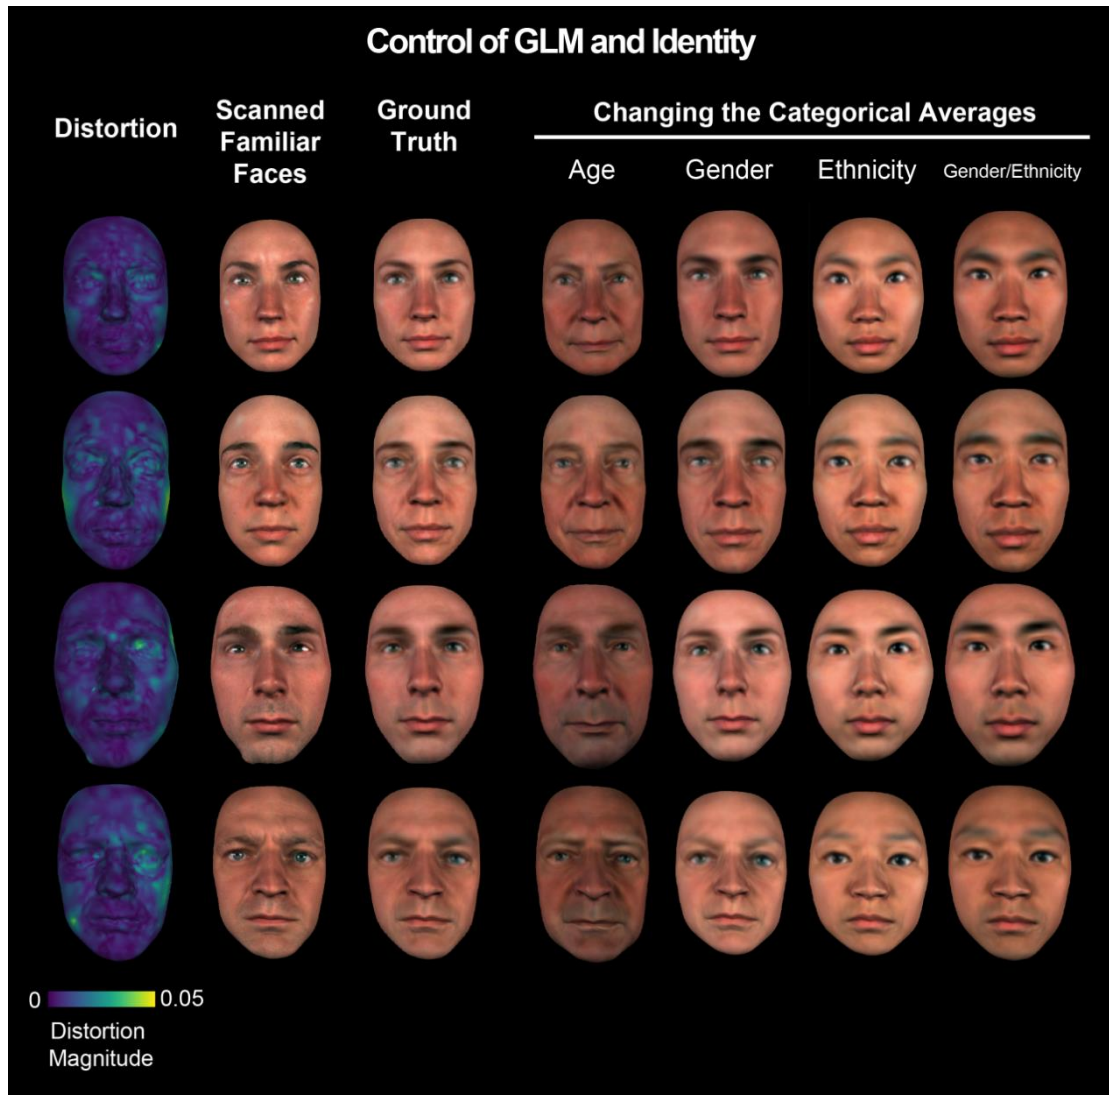 Control of GLM and Identity
Distortion
Scanned
Familiar
Faces
Ground
Truth
Changing the Categorical Averages
Age
Gender
Ethnicity
Gender/Ethnicity
0
0.05
Distortion
Magnitude